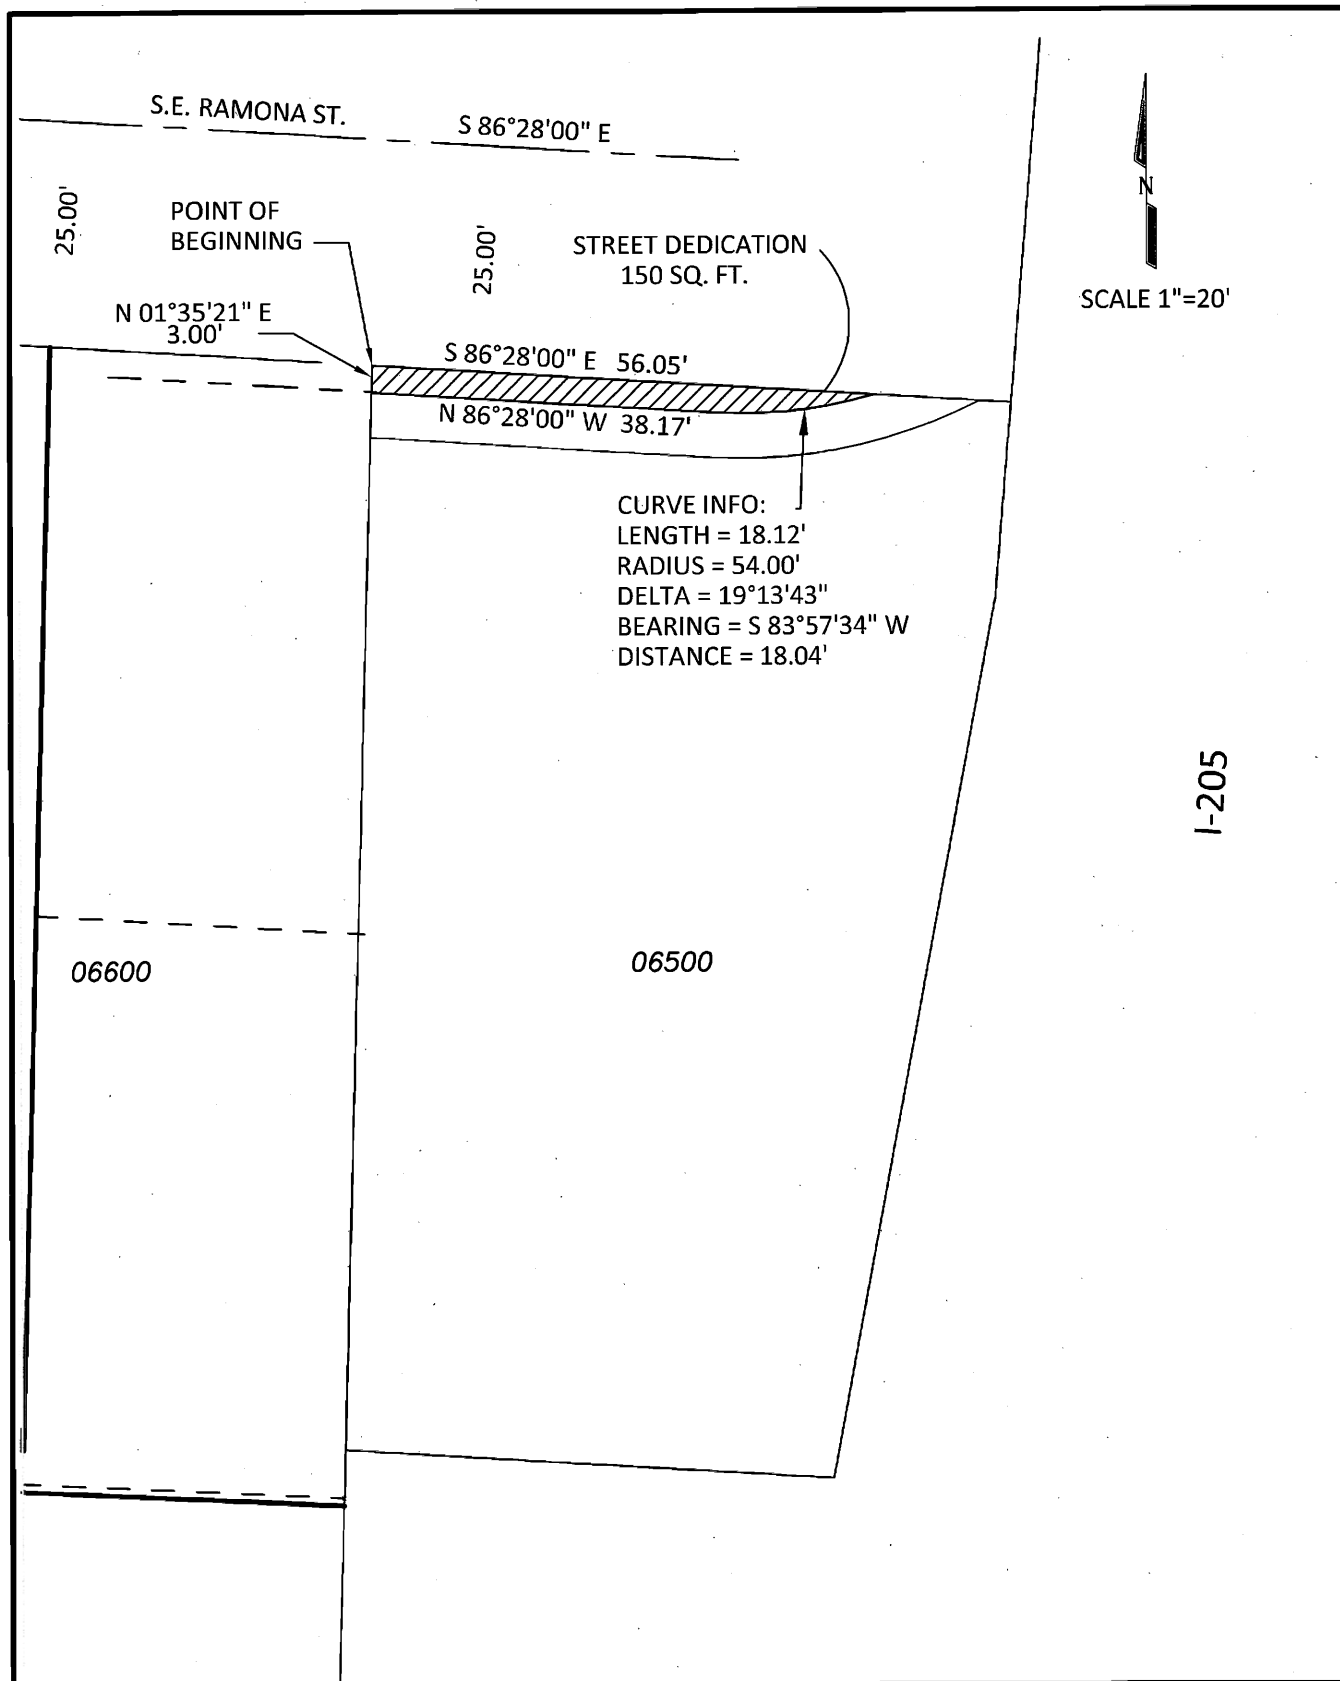 S.E. RAMONA ST.
S 86°28'00" E
25.00'
POINT OF
BEGINNING
25.00'
STREET DEDICATION
150 SQ. FT.
N
SCALE 1"=20'
N 01°35'21" E
3.00'
S 86°28'00" E 56.05'
N 86°28'00" W 38.17'
CURVE INFO:
LENGTH = 18.12'
RADIUS = 54.00'
DELTA = 19°13'43"
BEARING = S 83°57'34" W
DISTANCE = 18.04'
I-205
06600
06500